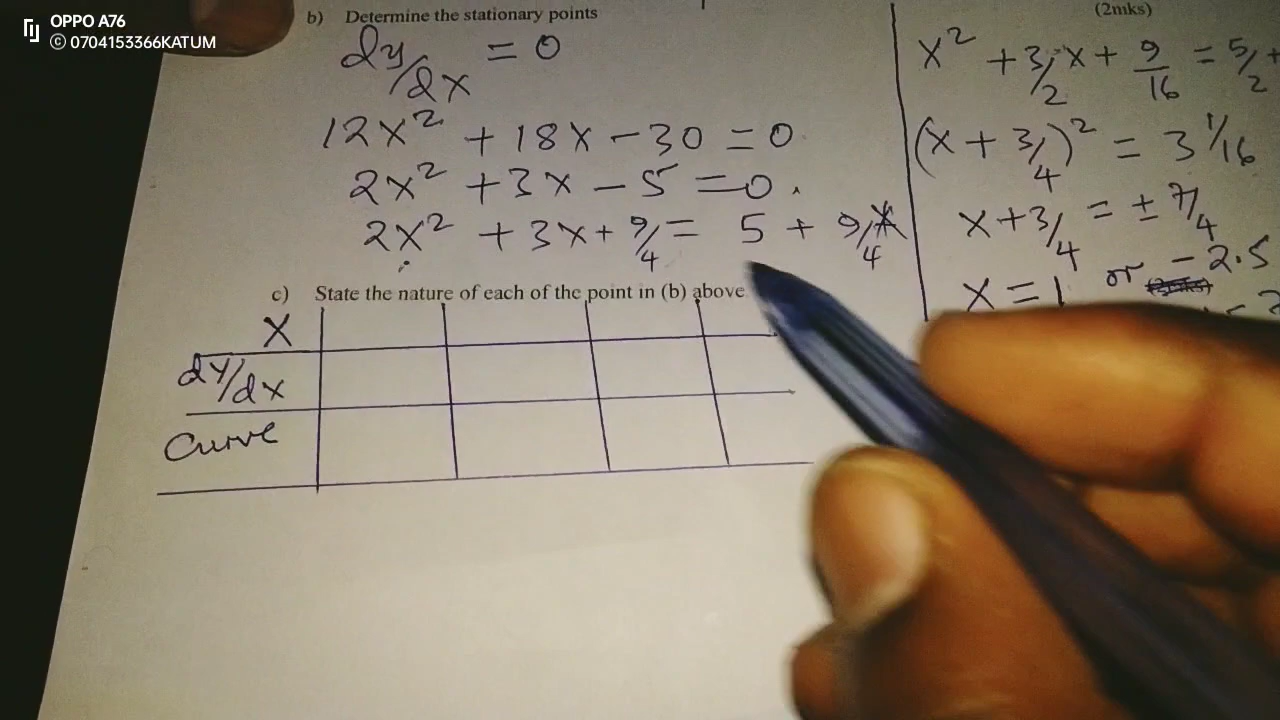 OPPO A76
© 0704153366KATUM
b) Determine the stationary points
dy/dx = 0
12x² + 18x - 30 = 0
2x² + 3x - 5 = 0.
2x² + 3x + 9/4 = 5 + 9/4
c) State the nature of each of the point in (b) above
x
dy/dx
Curve
(2mks)
x² + 3/2 x + 9/16 = 5/2 +
(x + 3/4)² = 3 1/16
x + 3/4 = ± 7/4
x = 1 or - 2.5